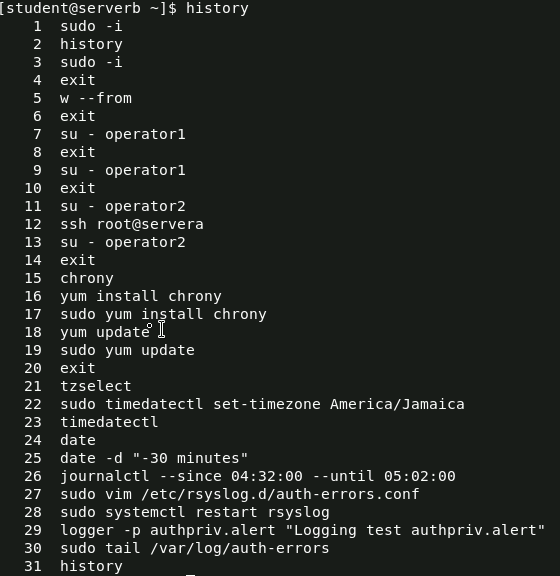 [student@serverb ~]$ history
1 sudo -i
2 history
3 sudo -i
4 exit
5 w --from
6 exit
7 su - operator1
8 exit
9 su - operator1
10 exit
11 su - operator2
12 ssh root@servera
13 su - operator2
14 exit
15 chrony
16 yum install chrony
17 sudo yum install chrony
18 yum update
19 sudo yum update
20 exit
21 tzselect
22 sudo timedatectl set-timezone America/Jamaica
23 timedatectl
24 date
25 date -d "-30 minutes"
26 journalctl --since 04:32:00 --until 05:02:00
27 sudo vim /etc/rsyslog.d/auth-errors.conf
28 sudo systemctl restart rsyslog
29 logger -p authpriv.alert "Logging test authpriv.alert"
30 sudo tail /var/log/auth-errors
31 history